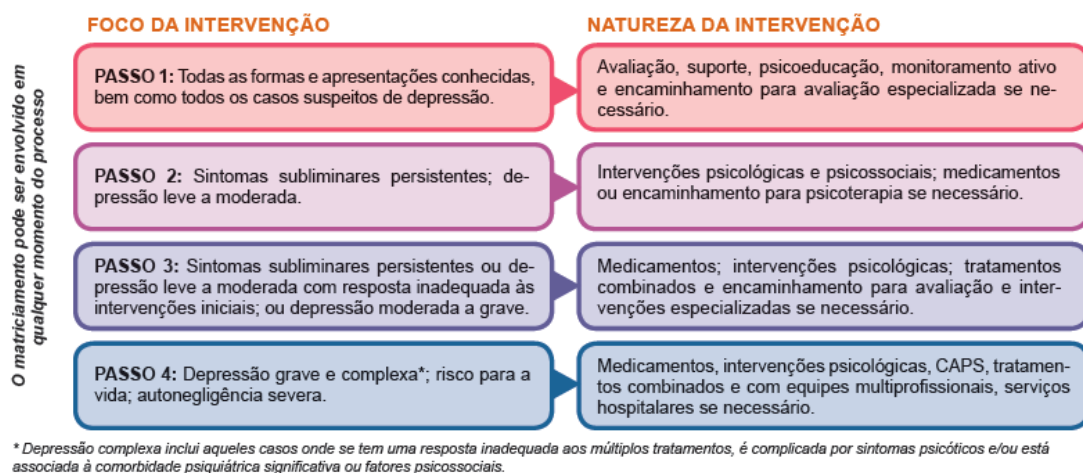 FOCO DA INTERVENÇÃO
NATUREZA DA INTERVENÇÃO
O matriciamento pode ser envolvido em
qualquer momento do processo
PASSO 1: Todas as formas e apresentações conhecidas,
bem como todos os casos suspeitos de depressão.
Avaliação, suporte, psicoeducação, monitoramento ativo
e encaminhamento para avaliação especializada se ne-
cessário.
PASSO 2: Sintomas subliminares persistentes; de-
pressão leve a moderada.
Intervenções psicológicas e psicossociais; medicamentos
ou encaminhamento para psicoterapia se necessário.
PASSO 3: Sintomas subliminares persistentes ou de-
pressão leve a moderada com resposta inadequada às
intervenções iniciais; ou depressão moderada a grave.
Medicamentos; intervenções psicológicas; tratamentos
combinados e encaminhamento para avaliação e inter-
venções especializadas se necessário.
PASSO 4: Depressão grave e complexa*; risco para a
vida; autonegligência severa.
Medicamentos, intervenções psicológicas, CAPS, tratamen-
tos combinados e com equipes multiprofissionais, serviços
hospitalares se necessário.
* Depressão complexa inclui aqueles casos onde se tem uma resposta inadequada aos múltiplos tratamentos, é complicada por sintomas psicóticos e/ou está
associada à comorbidade psiquiátrica significativa ou fatores psicossociais.